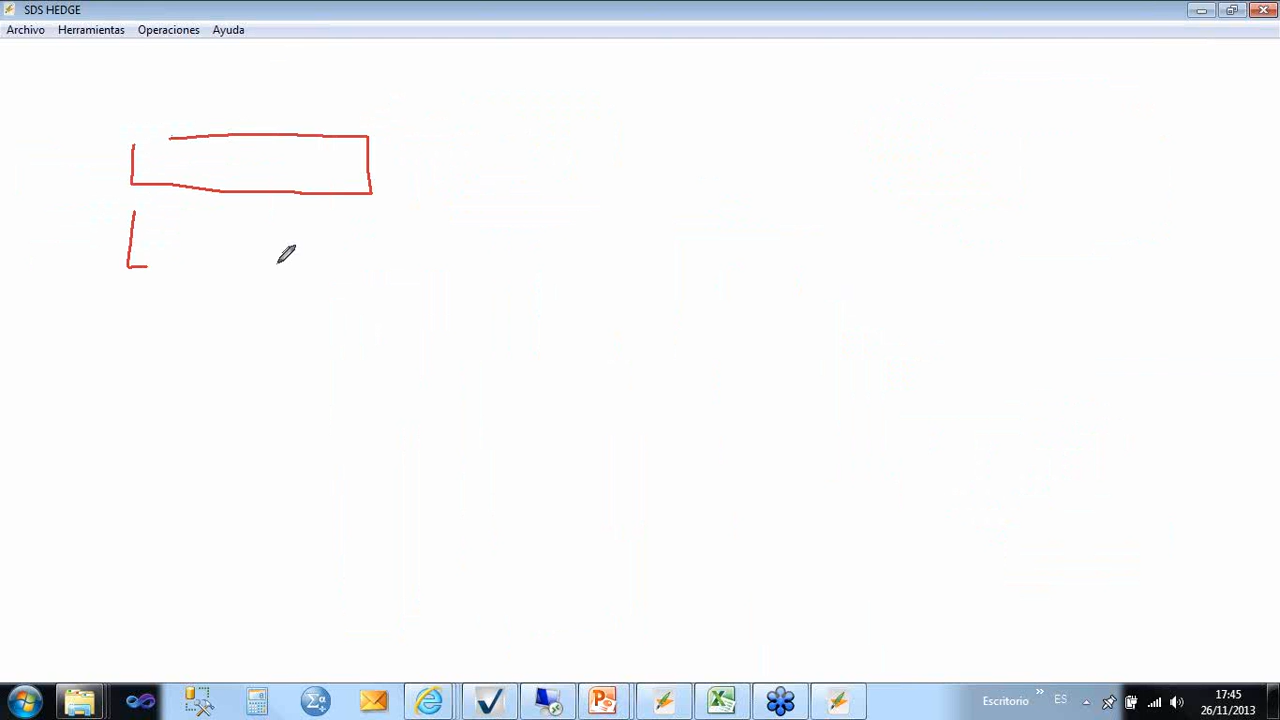 SDS HEDGE
Archivo Herramientas Operaciones Ayuda
Escritorio » ES 17:45
26/11/2013